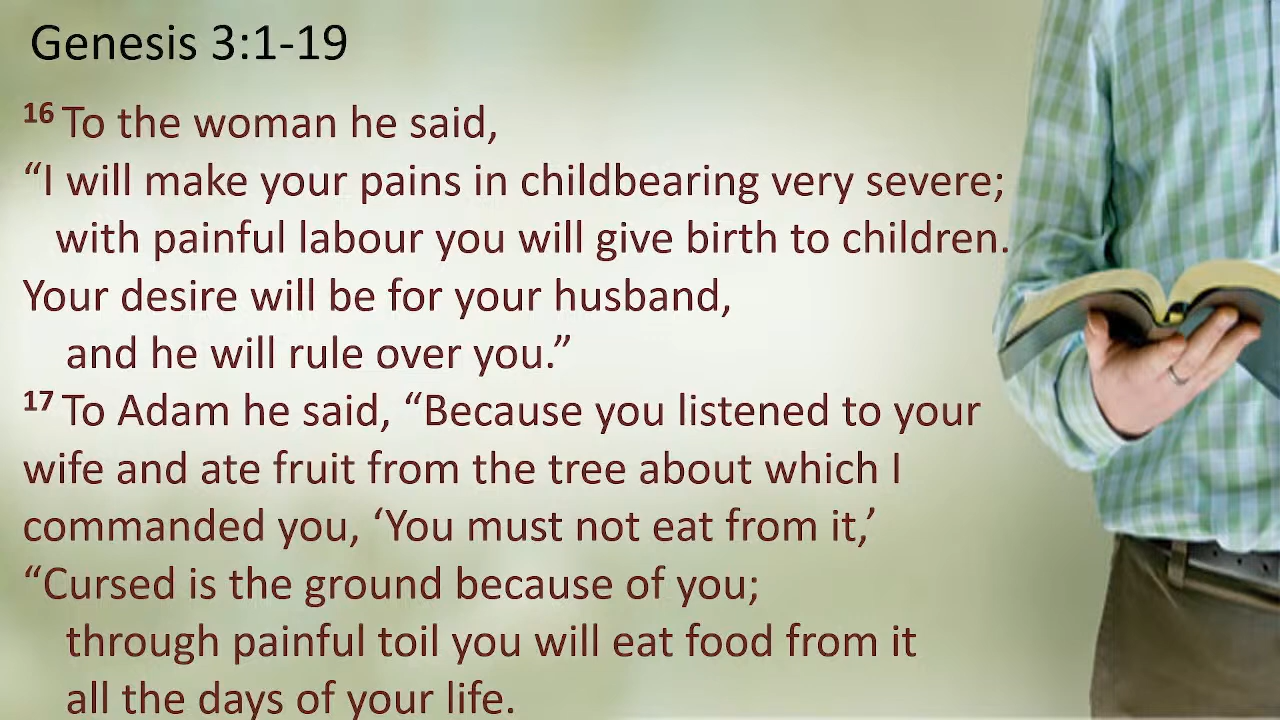 Genesis 3:1-19
16 To the woman he said,
“I will make your pains in childbearing very severe;
with painful labour you will give birth to children.
Your desire will be for your husband,
and he will rule over you.”
17 To Adam he said, “Because you listened to your
wife and ate fruit from the tree about which I
commanded you, ‘You must not eat from it,’
“Cursed is the ground because of you;
through painful toil you will eat food from it
all the days of your life.